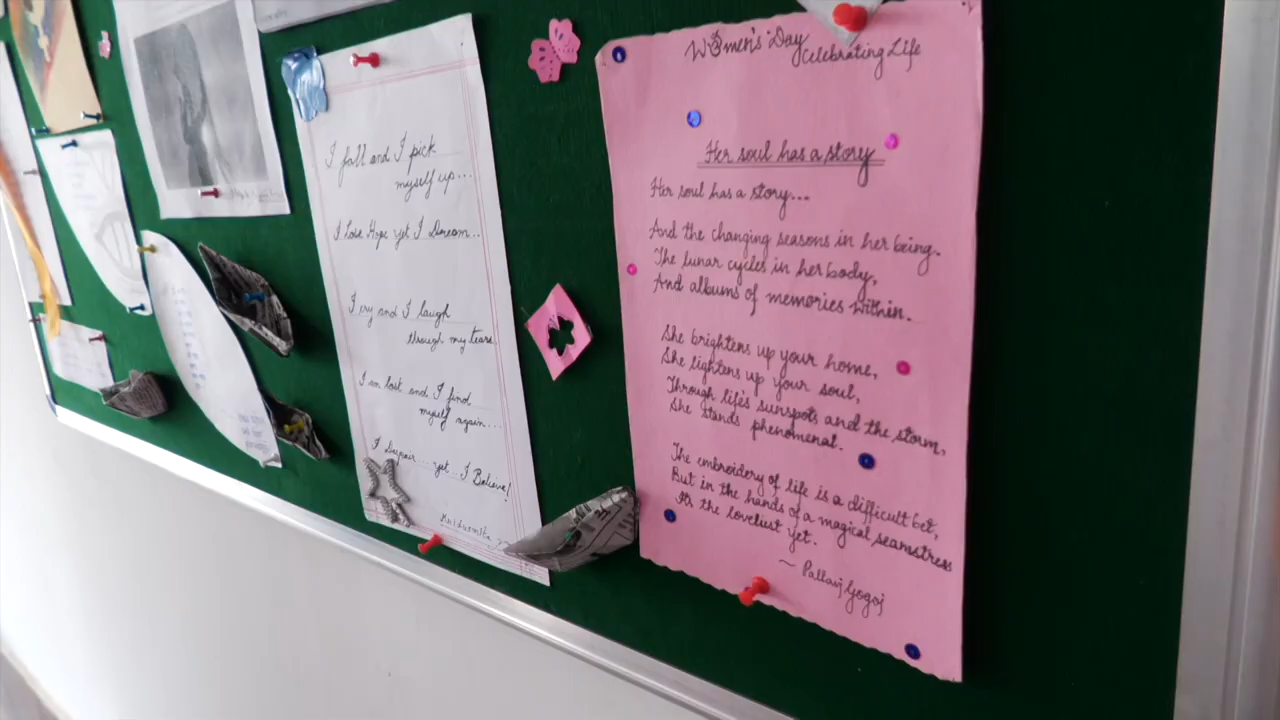 I fall and I pick
myself up...
I Lose Hope yet I Dream...
I cry and I laugh
through my tears
I am lost and I find
myself again...
I Despair... yet... I Believe!
Women's Day
Celebrating Life
Her soul has a story
Her soul has a story...
And the changing seasons in her being.
The lunar cycles in her body,
And albums of memories within.
She brightens up your home,
She lightens up your soul,
Through life's sunspots and the storm,
She stands phenomenal.
The embroidery of life is a difficult bet,
But in the hands of a magical seamstress
It's the loveliest yet.
~ Pallavi Gogoi